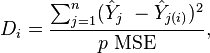 D_i = \frac{\sum_{j=1}^{n} (\hat{Y}_j - \hat{Y}_{j(i)})^2}{p \text{ MSE}},